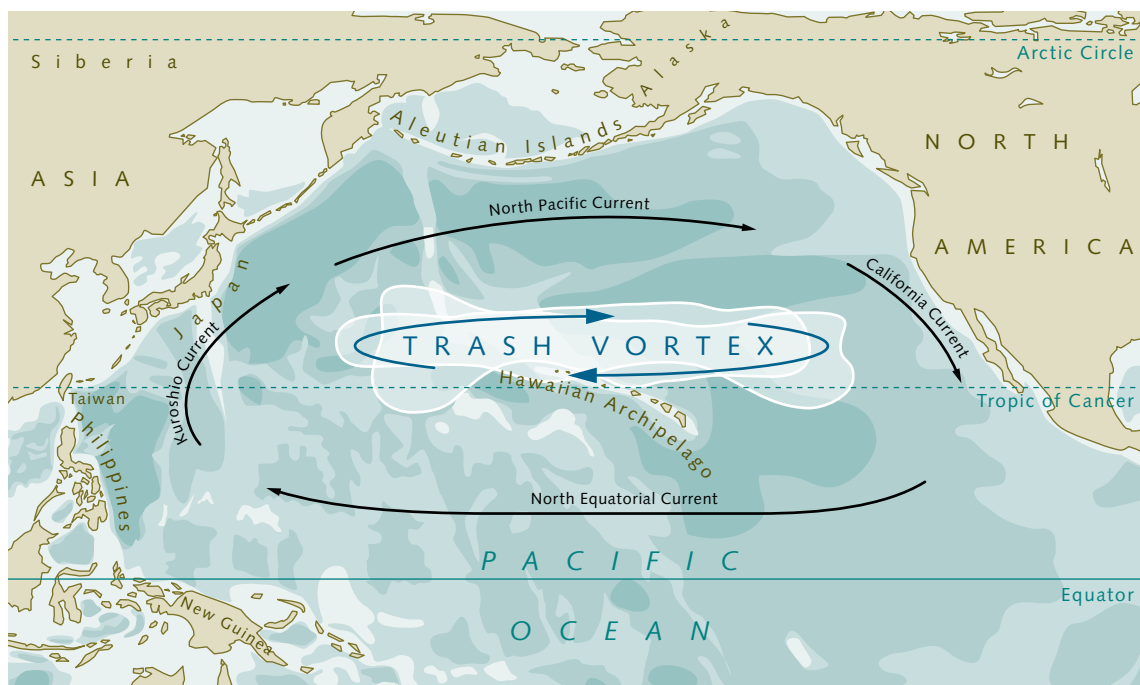 Arctic Circle
Siberia
Alaska
Aleutian Islands
NORTH
ASIA
North Pacific Current
AMERICA
California Current
Japan
Kuroshio Current
TRASH VORTEX
Hawaiian Archipelago
Taiwan
Tropic of Cancer
Philippines
North Equatorial Current
PACIFIC
Equator
New Guinea
OCEAN